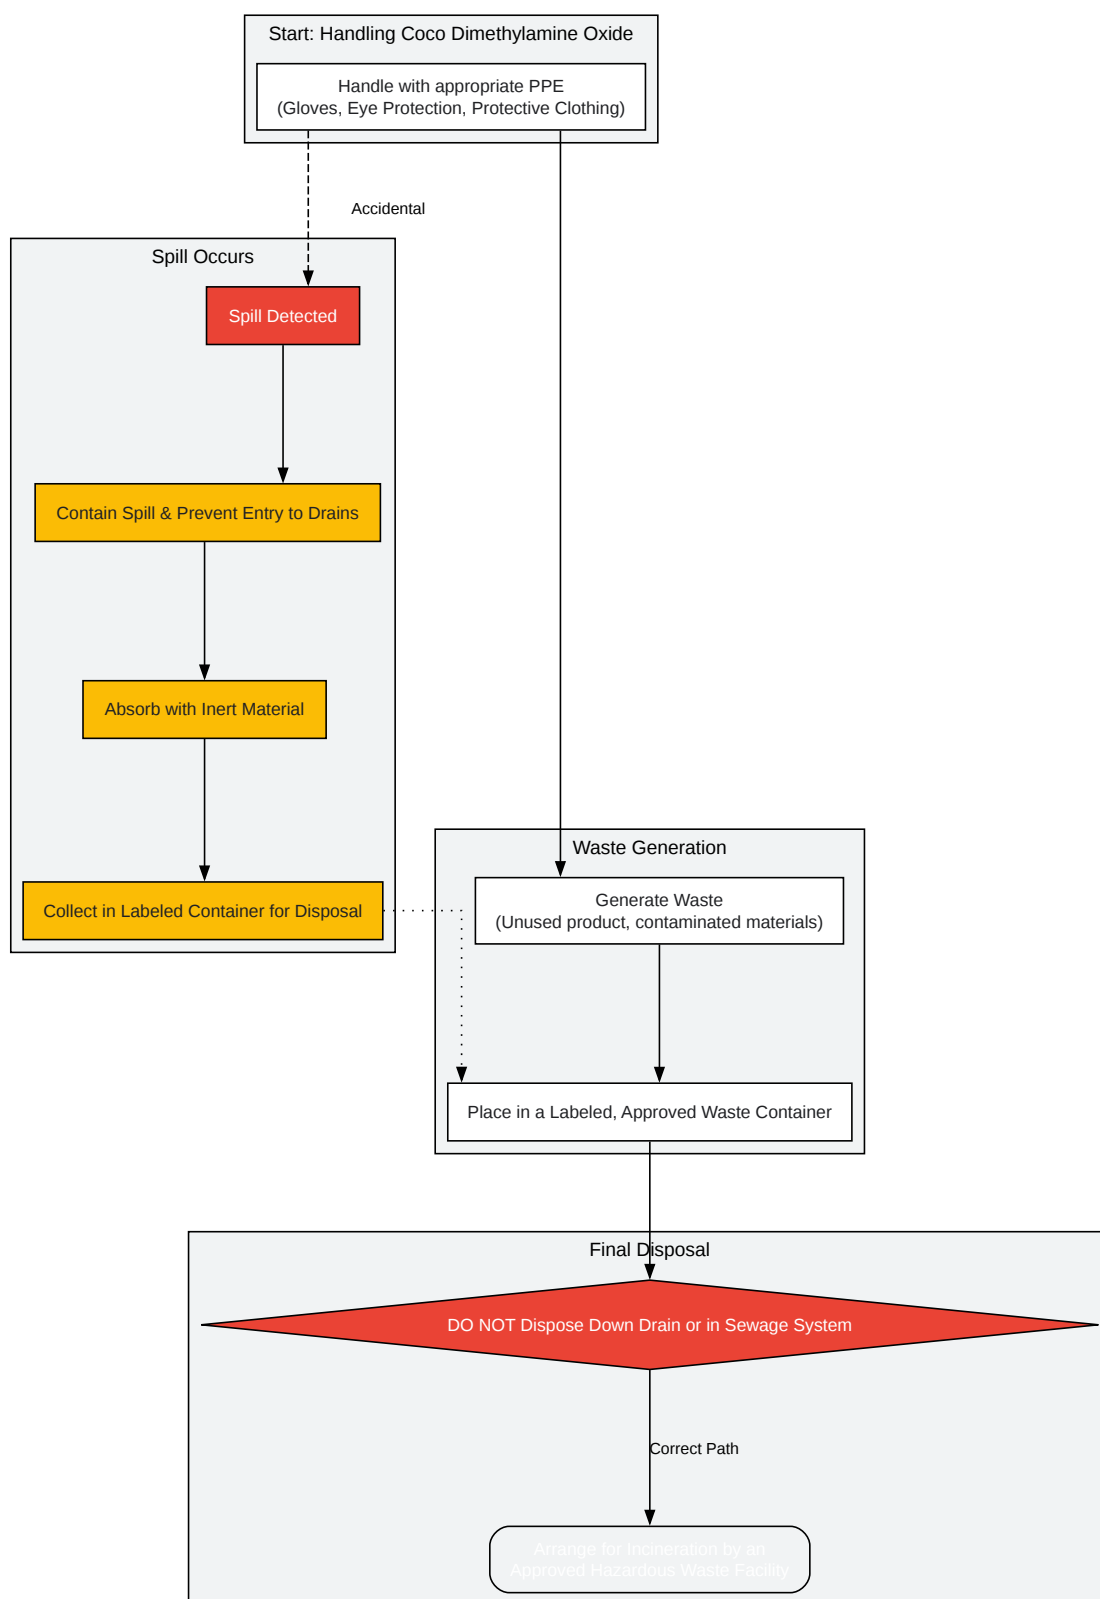 Start: Handling Coco Dimethylamine Oxide
Handle with appropriate PPE
(Gloves, Eye Protection, Protective Clothing)
Accidental
Spill Occurs
Spill Detected
Contain Spill & Prevent Entry to Drains
Absorb with Inert Material
Collect in Labeled Container for Disposal
Waste Generation
Generate Waste
(Unused product, contaminated materials)
Place in a Labeled, Approved Waste Container
Final Disposal
DO NOT Dispose Down Drain or in Sewage System
Correct Path
Arrange for Incineration by an
Approved Hazardous Waste Facility